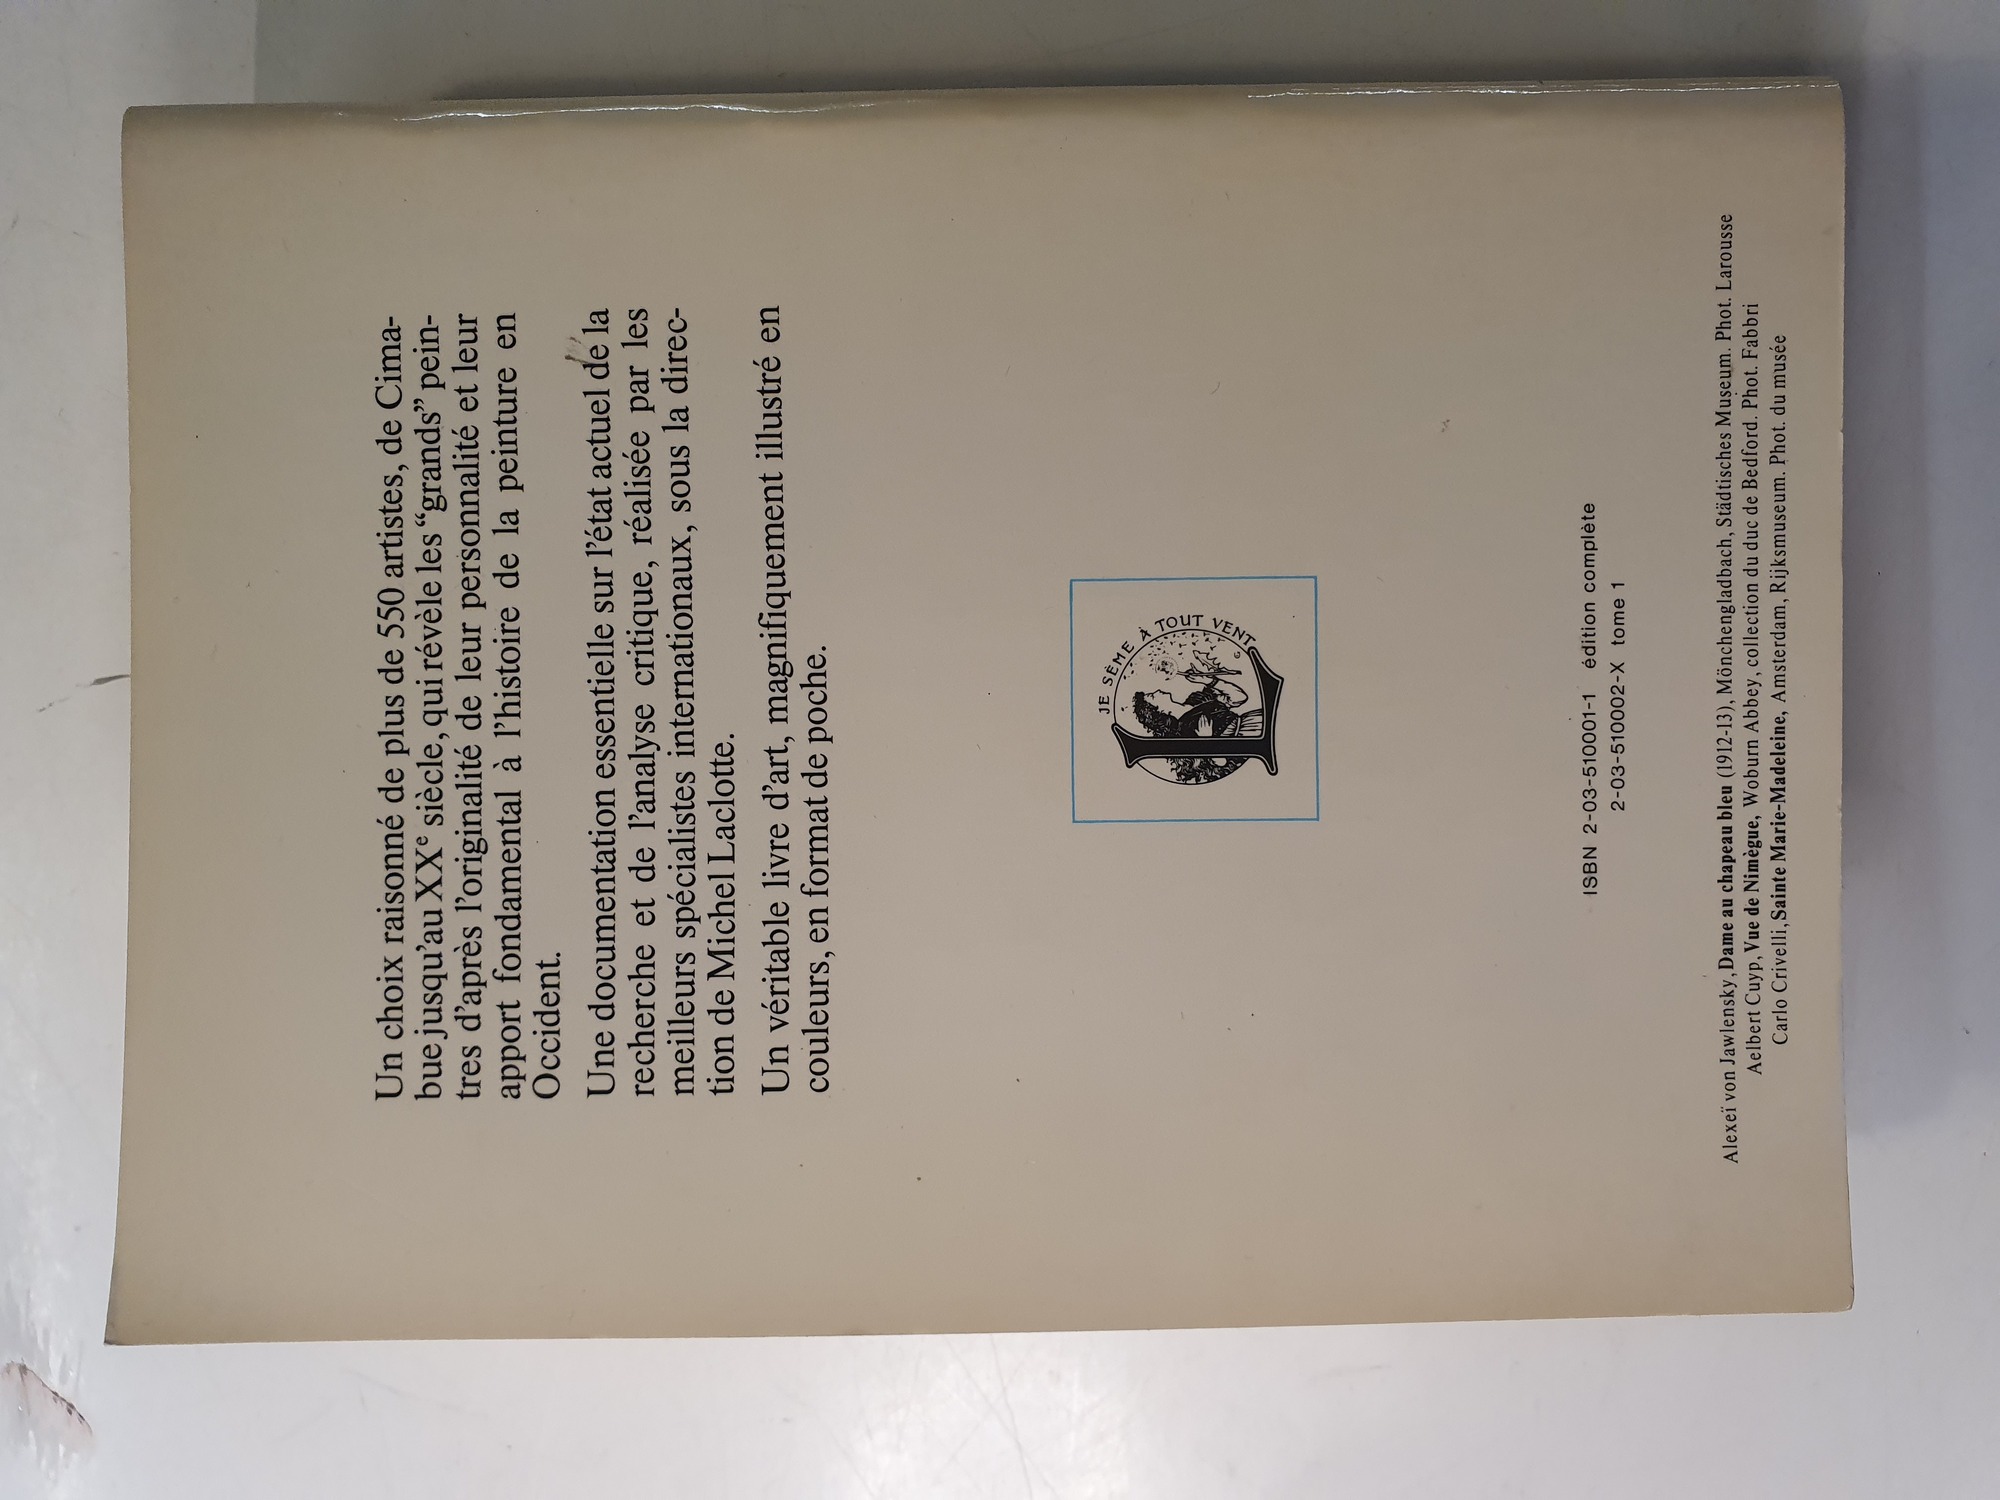 Un choix raisonné de plus de 550 artistes, de Cima-
bue jusqu'au XXe siècle, qui révèle les “grands” pein-
tres d'après l'originalité de leur personnalité et leur
apport fondamental à l'histoire de la peinture en
Occident.
Une documentation essentielle sur l'état actuel de la
recherche et de l'analyse critique, réalisée par les
meilleurs spécialistes internationaux, sous la direc-
tion de Michel Laclotte.
Un véritable livre d'art, magnifiquement illustré en
couleurs, en format de poche.
JE SÈME À TOUT VENT
L
ISBN 2-03-510001-1 édition complète
2-03-510002-X tome 1
Alexeï von Jawlensky, Dame au chapeau bleu (1912-13), Mönchengladbach, Städtisches Museum. Phot. Larousse
Aelbert Cuyp, Vue de Nimègue, Woburn Abbey, collection du duc de Bedford. Phot. Fabbri
Carlo Crivelli, Sainte Marie-Madeleine, Amsterdam, Rijksmuseum. Phot. du musée